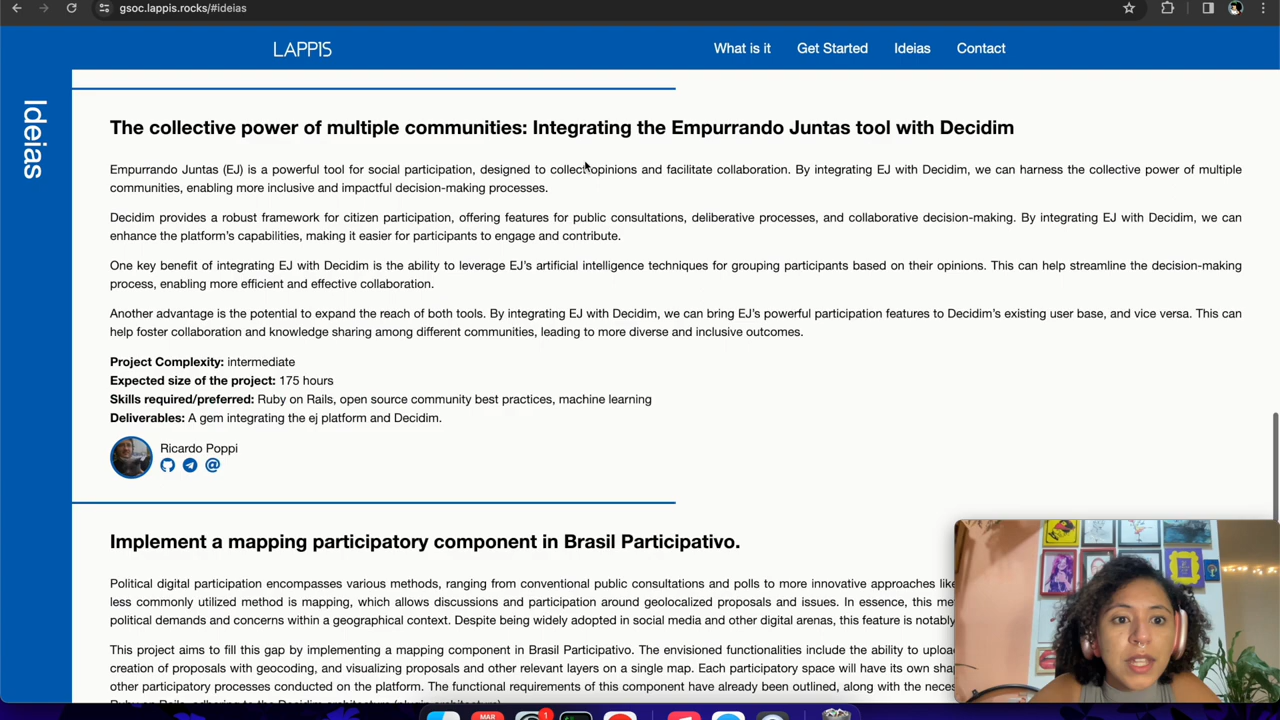 gsoc.lappis.rocks/#ideias
LAPPIS
What is it
Get Started
Ideias
Contact
Ideias
The collective power of multiple communities: Integrating the Empurrando Juntas tool with Decidim
Empurrando Juntas (EJ) is a powerful tool for social participation, designed to collect opinions and facilitate collaboration. By integrating EJ with Decidim, we can harness the collective power of multiple
communities, enabling more inclusive and impactful decision-making processes.
Decidim provides a robust framework for citizen participation, offering features for public consultations, deliberative processes, and collaborative decision-making. By integrating EJ with Decidim, we can
enhance the platform's capabilities, making it easier for participants to engage and contribute.
One key benefit of integrating EJ with Decidim is the ability to leverage EJ's artificial intelligence techniques for grouping participants based on their opinions. This can help streamline the decision-making
process, enabling more efficient and effective collaboration.
Another advantage is the potential to expand the reach of both tools. By integrating EJ with Decidim, we can bring EJ's powerful participation features to Decidim's existing user base, and vice versa. This can
help foster collaboration and knowledge sharing among different communities, leading to more diverse and inclusive outcomes.
Project Complexity: intermediate
Expected size of the project: 175 hours
Skills required/preferred: Ruby on Rails, open source community best practices, machine learning
Deliverables: A gem integrating the ej platform and Decidim.
Ricardo Poppi
Implement a mapping participatory component in Brasil Participativo.
Political digital participation encompasses various methods, ranging from conventional public consultations and polls to more innovative approaches
less commonly utilized method is mapping, which allows discussions and participation around geolocalized proposals and issues. In essence, this
political demands and concerns within a geographical context. Despite being widely adopted in social media and other digital arenas, this feature is
This project aims to fill this gap by implementing a mapping component in Brasil Participativo. The envisioned functionalities include the ability to
creation of proposals with geocoding, and visualizing proposals and other relevant layers on a single map. Each participatory space will have its own
other participatory processes conducted on the platform. The functional requirements of this component have already been outlined, along with the
MAR
1